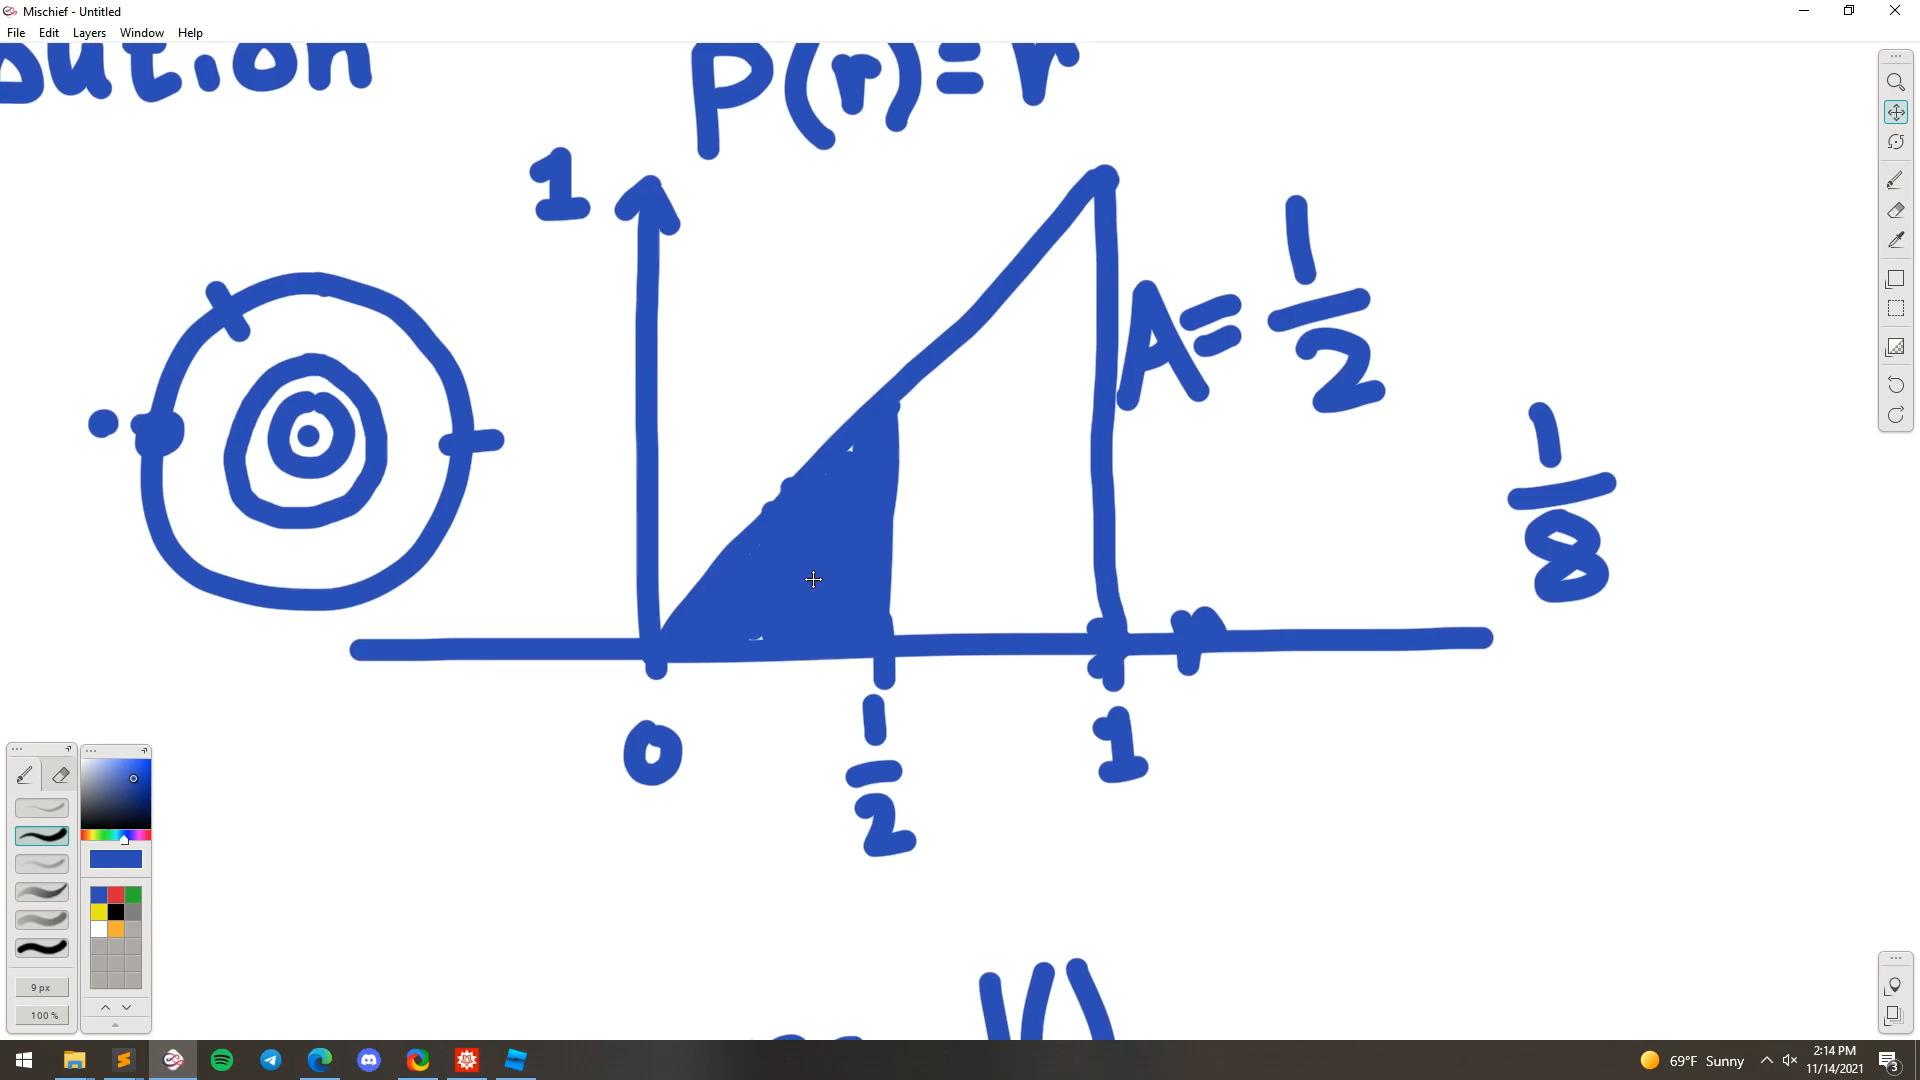 Mischief - Untitled
File Edit Layers Window Help
P(r)=r
1
A=1/2
1/8
0
1/2
1
9 px
100 %
69°F Sunny
2:14 PM
11/14/2021
3